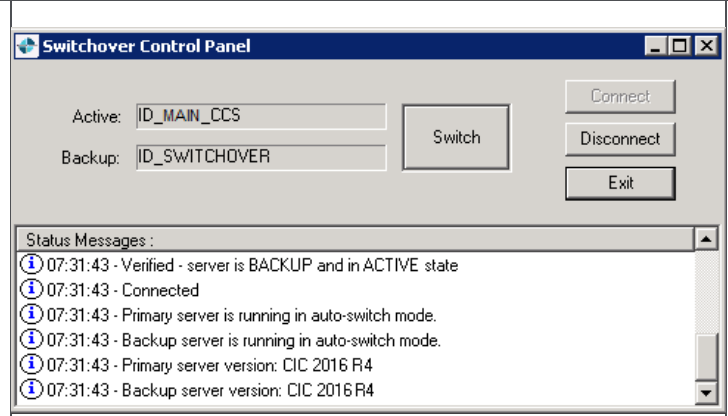 Switchover Control Panel
Active: ID_MAIN_CCS
Backup: ID_SWITCHOVER
Switch
Connect
Disconnect
Exit
Status Messages :
07:31:43 - Verified - server is BACKUP and in ACTIVE state
07:31:43 - Connected
07:31:43 - Primary server is running in auto-switch mode.
07:31:43 - Backup server is running in auto-switch mode.
07:31:43 - Primary server version: CIC 2016 R4
07:31:43 - Backup server version: CIC 2016 R4